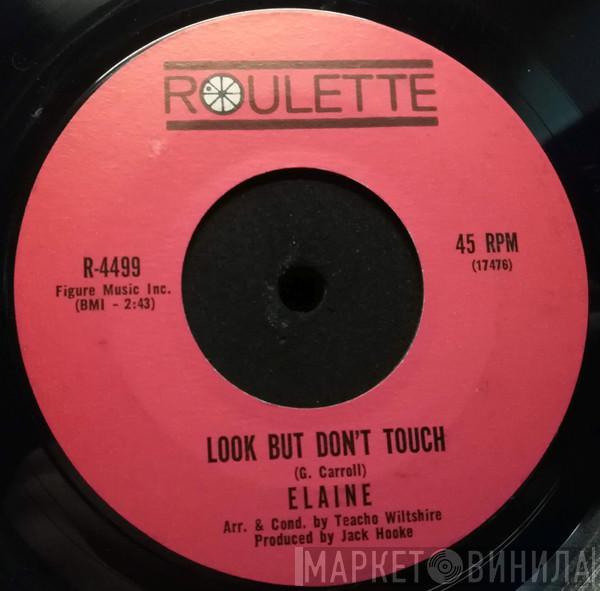 ROULETTE
R-4499
Figure Music Inc.
(BMI - 2:43)
45 RPM
(17476)
LOOK BUT DON'T TOUCH
(G. Carroll)
ELAINE
Arr. & Cond. by Teacho Wiltshire
Produced by Jack Hooke
МАРКЕТ ВИНИЛА